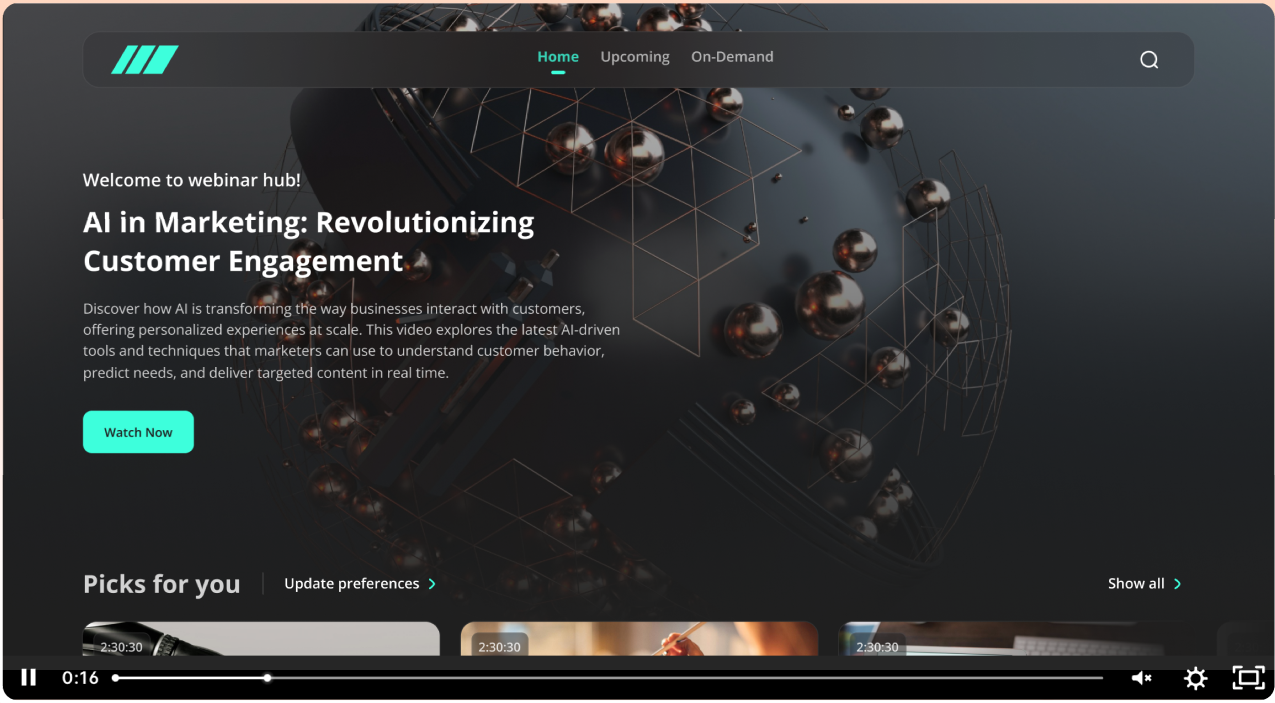 Home Upcoming On-Demand
Welcome to webinar hub!
AI in Marketing: Revolutionizing
Customer Engagement
Discover how AI is transforming the way businesses interact with customers,
offering personalized experiences at scale. This video explores the latest AI-driven
tools and techniques that marketers can use to understand customer behavior,
predict needs, and deliver targeted content in real time.
Watch Now
Picks for you Update preferences Show all
2:30:30 2:30:30 2:30:30
0:16